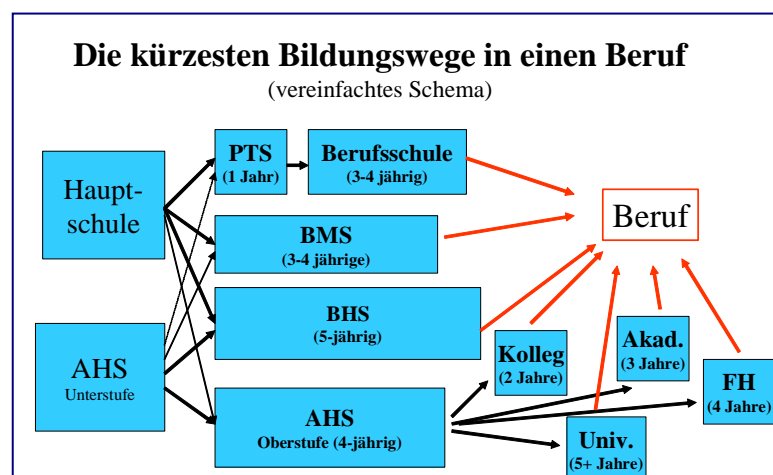 Die kürzesten Bildungswege in einen Beruf
(vereinfachtes Schema)
Haupt-
schule
AHS
Unterstufe
PTS
(1 Jahr)
Berufsschule
(3-4 jährig)
BMS
(3-4 jährige)
BHS
(5-jährig)
AHS
Oberstufe (4-jährig)
Beruf
Kolleg
(2 Jahre)
Akad.
(3 Jahre)
FH
(4 Jahre)
Univ.
(5+ Jahre)